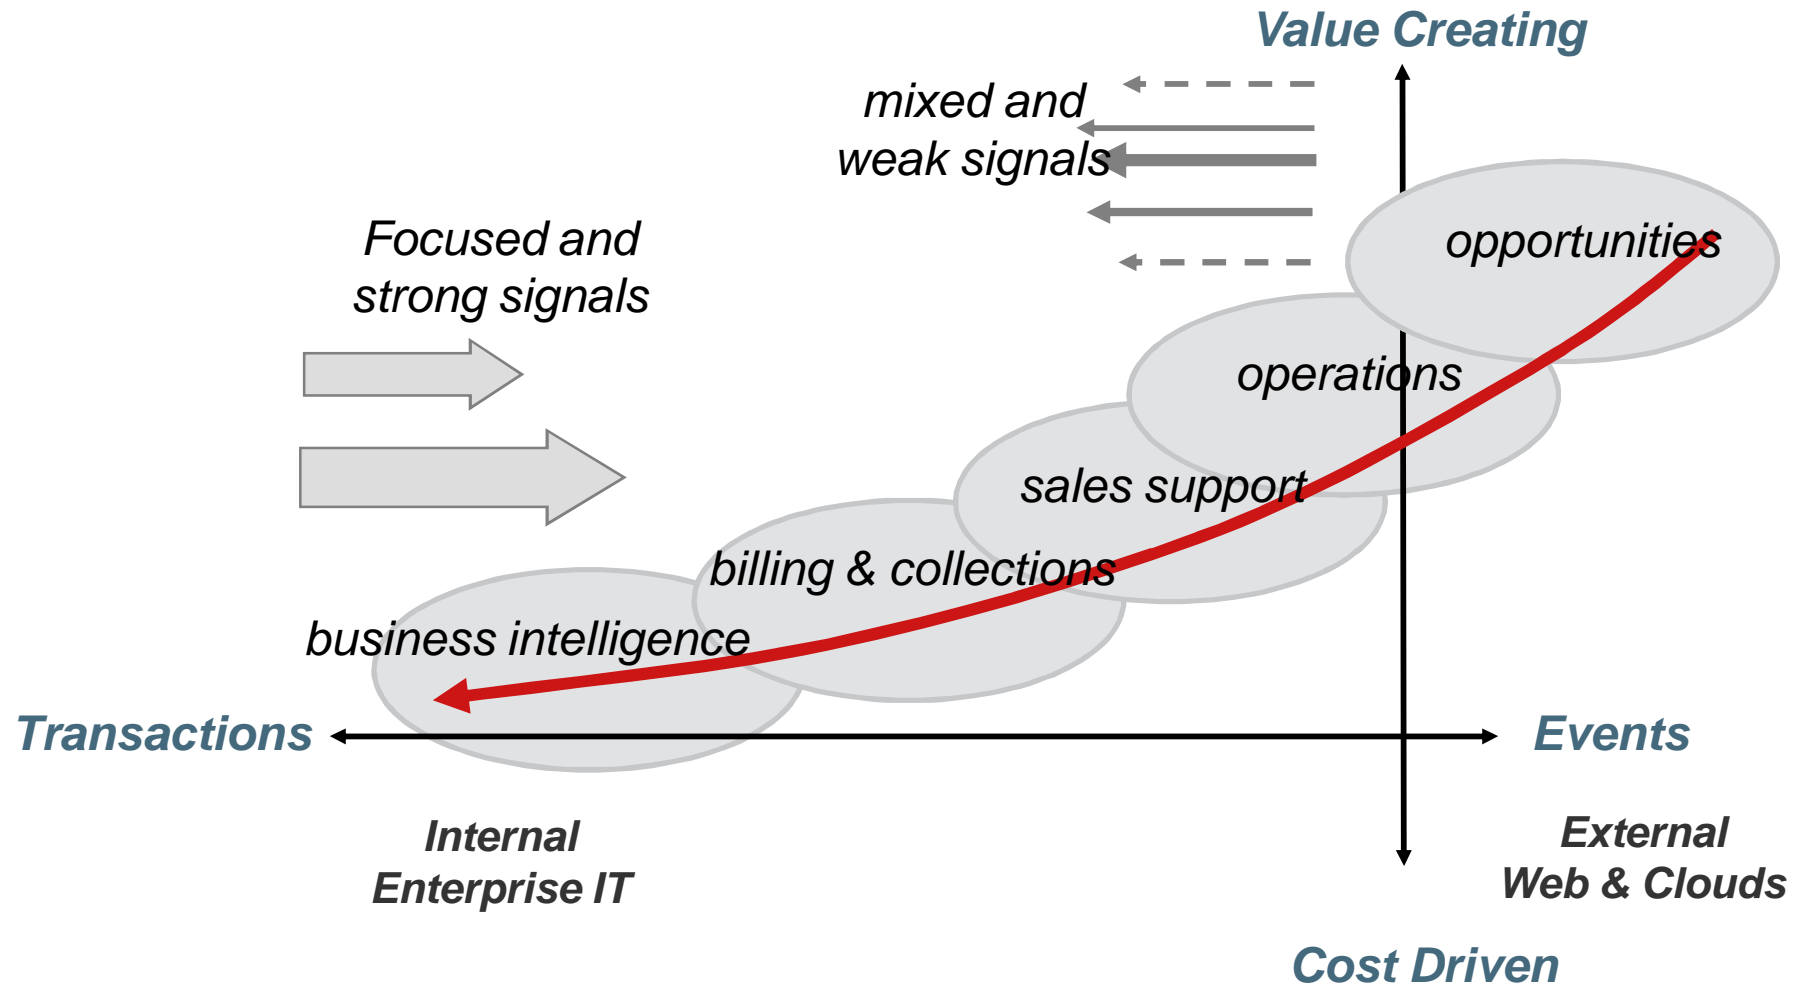 Value Creating
mixed and
weak signals
Focused and
strong signals
opportunities
operations
sales support
billing & collections
business intelligence
Transactions
Events
Internal
Enterprise IT
External
Web & Clouds
Cost Driven